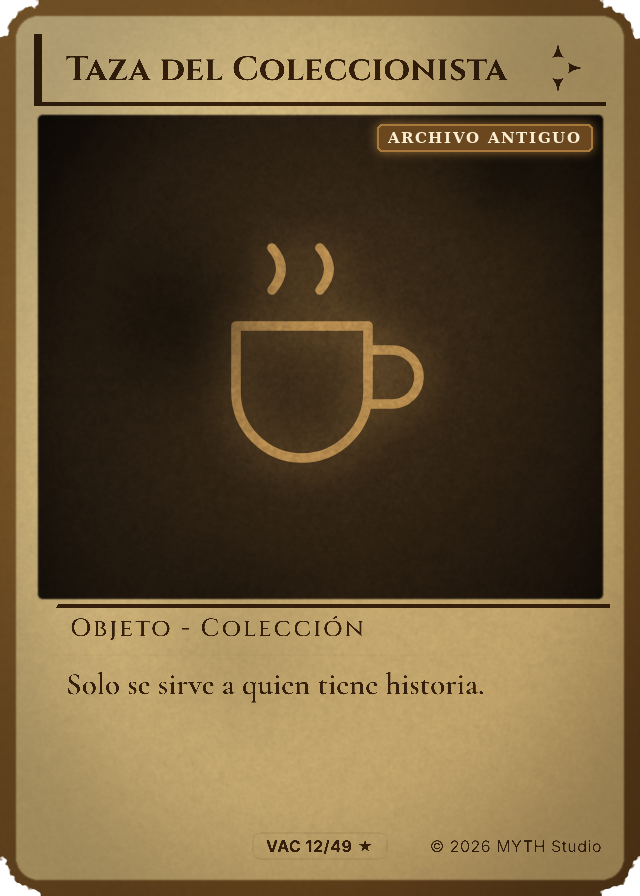 Taza del Coleccionista
ARCHIVO ANTIGUO
Objeto - Colección
Solo se sirve a quien tiene historia.
VAC 12/49 ★
© 2026 MYTH Studio